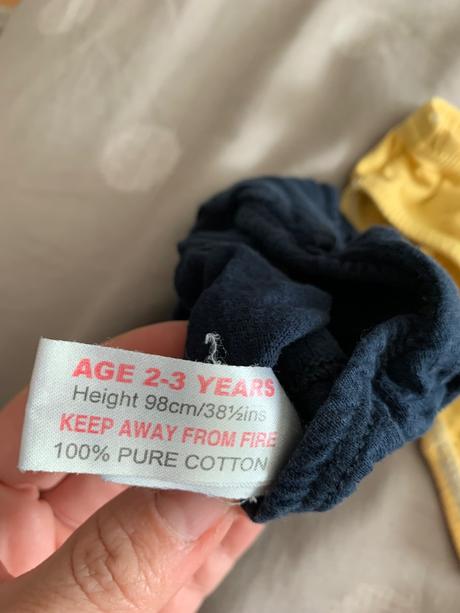 AGE 2-3 YEARS
Height 98cm/38½ins
KEEP AWAY FROM FIRE
100% PURE COTTON